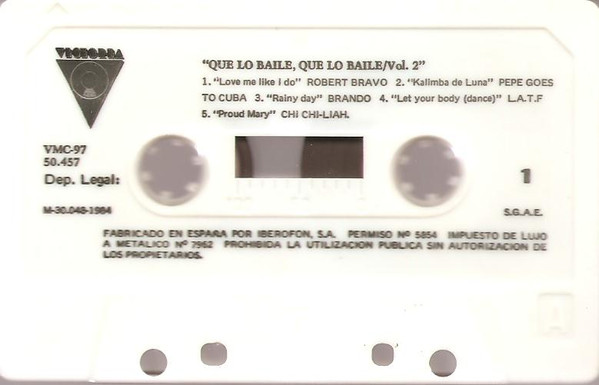 VICTORIA
"QUE LO BAILE, QUE LO BAILE/Vol. 2"
1. "Love me like I do" ROBERT BRAVO 2. "Kalimba de Luna" PEPE GOES
TO CUBA 3. "Rainy day" BRANDO 4. "Let your body (dance)" L.A.T.F
5. "Proud Mary" CHI CHI-LIAH.
VMC-97
50.457
Dep. Legal:
1
M-30.048-1984
S.G.A.E.
FABRICADO EN ESPAÑA POR IBEROFON, S.A. PERMISO Nº 5854 IMPUESTO DE LUJO
A METALICO Nº 7962 PROHIBIDA LA UTILIZACION PUBLICA SIN AUTORIZACION DE
LOS PROPIETARIOS.
A